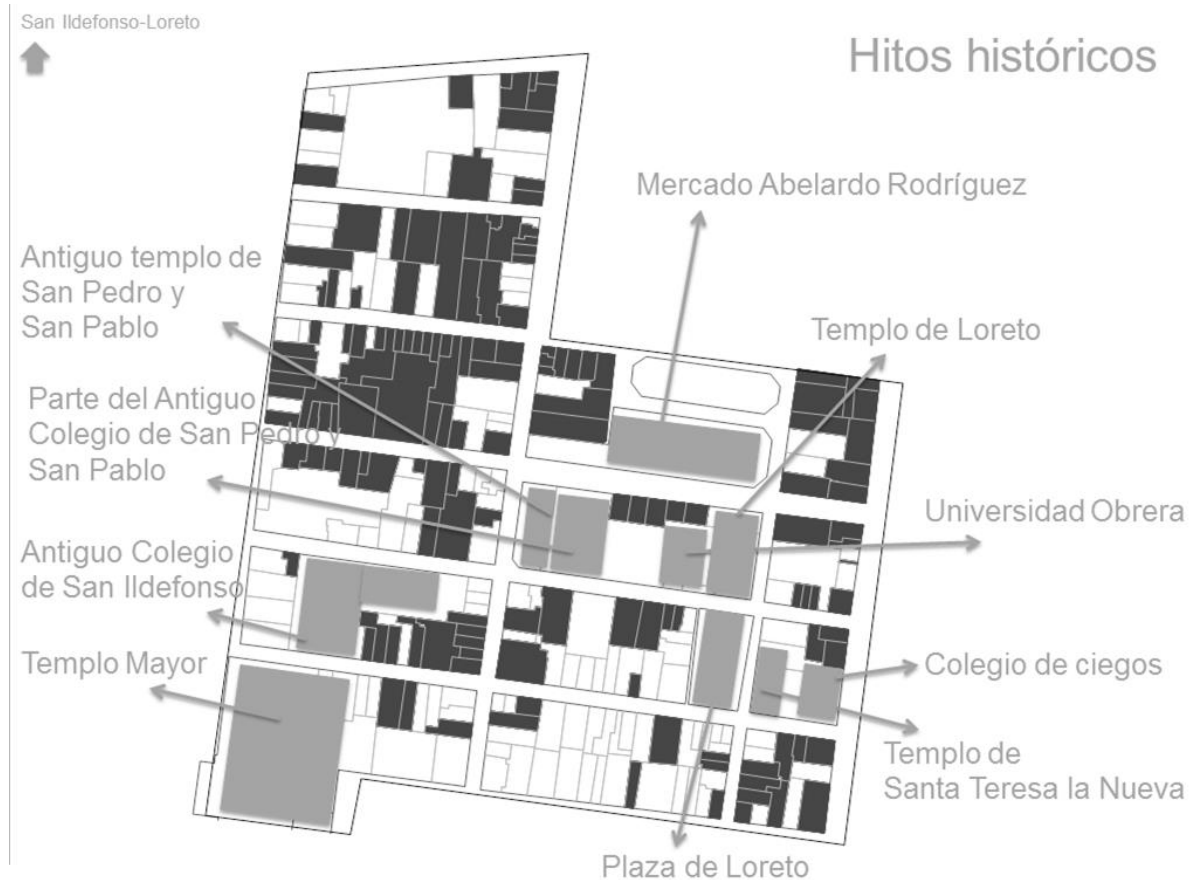 San Ildefonso-Loreto
Hitos históricos
Mercado Abelardo Rodríguez
Antiguo templo de
San Pedro y
San Pablo
Templo de Loreto
Parte del Antiguo
Colegio de San Pedro y
San Pablo
Universidad Obrera
Antiguo Colegio
de San Ildefonso
Templo Mayor
Colegio de ciegos
Templo de
Santa Teresa la Nueva
Plaza de Loreto